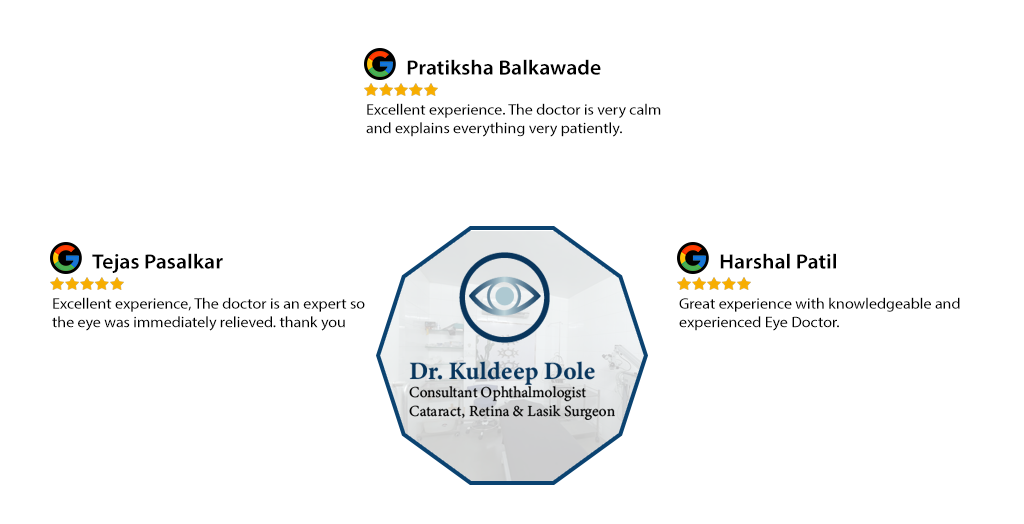 Pratiksha Balkawade
Excellent experience. The doctor is very calm
and explains everything very patiently.
Tejas Pasalkar
Excellent experience, The doctor is an expert so
the eye was immediately relieved. thank you
Harshal Patil
Great experience with knowledgeable and
experienced Eye Doctor.
Dr. Kuldeep Dole
Consultant Ophthalmologist
Cataract, Retina & Lasik Surgeon